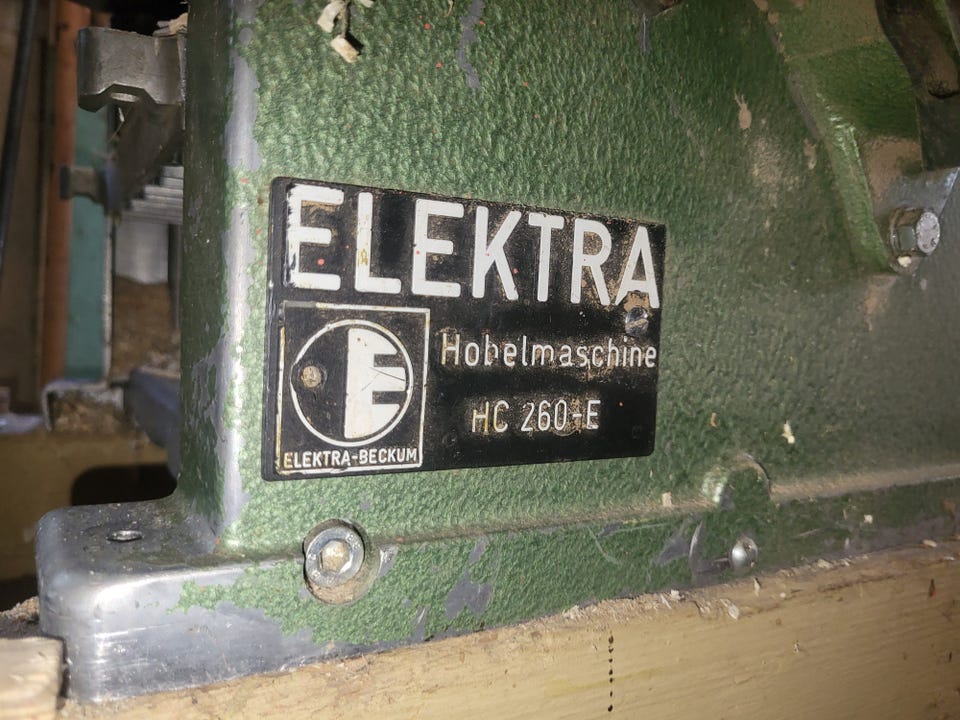 ELEKTRA
Hobelmaschine
HC 260-E
E
ELEKTRA-BECKUM